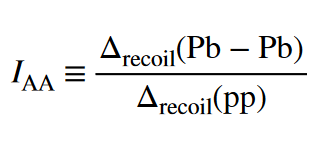 I_AA ≡ Δ_recoil(Pb − Pb) / Δ_recoil(pp)